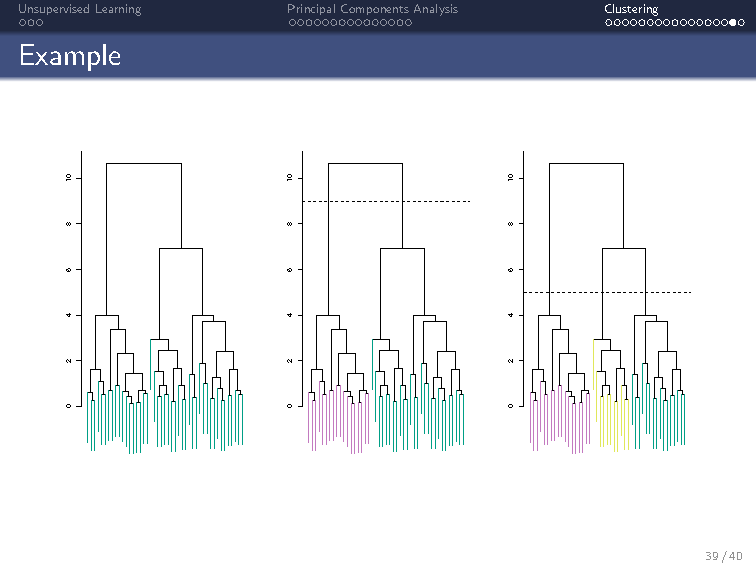 Unsupervised Learning Principal Components Analysis Clustering
Example
10 10 10
8 8 8
6 6 6
4 4 4
2 2 2
0 0 0
39 / 40